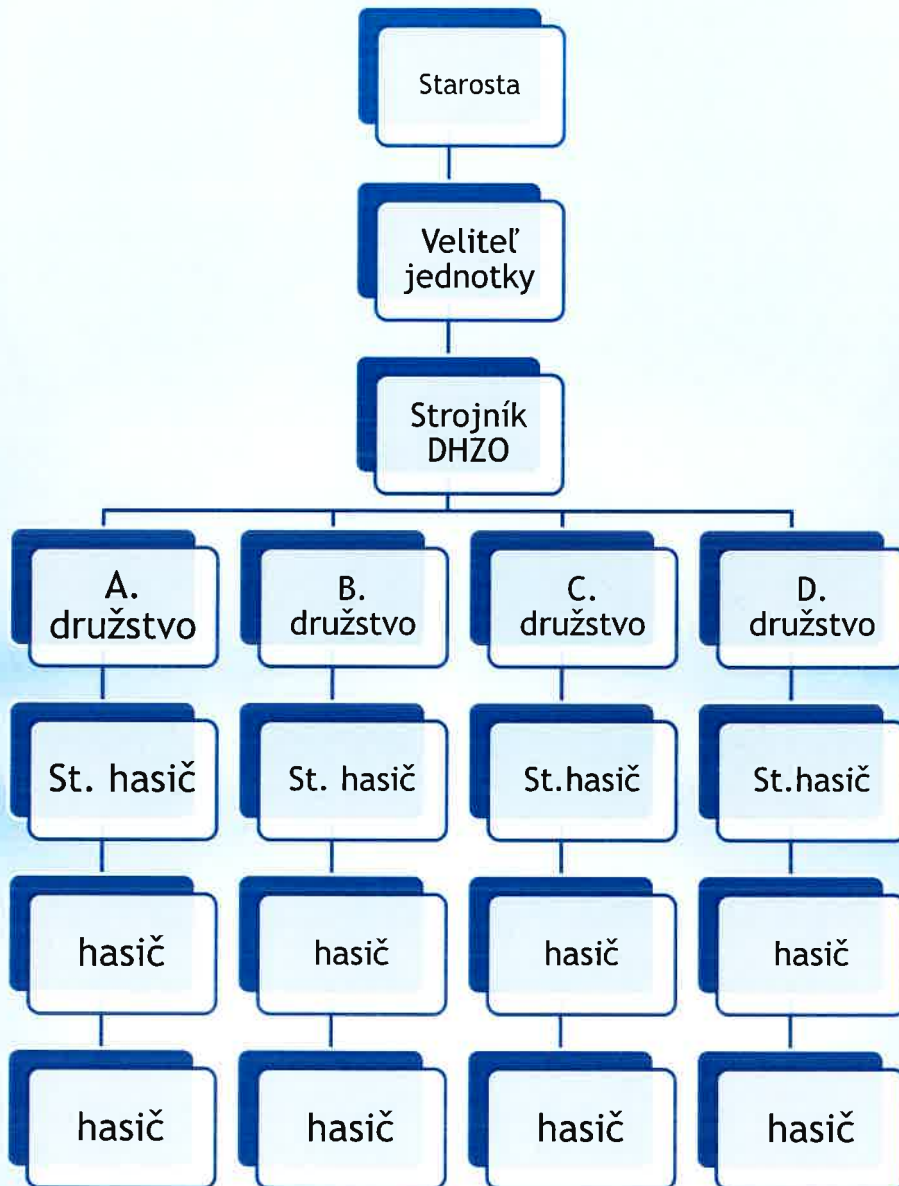 Starosta
Veliteľ
jednotky
Strojník
DHZO
A.
družstvo
B.
družstvo
C.
družstvo
D.
družstvo
St. hasič
St. hasič
St.hasič
St.hasič
hasič
hasič
hasič
hasič
hasič
hasič
hasič
hasič